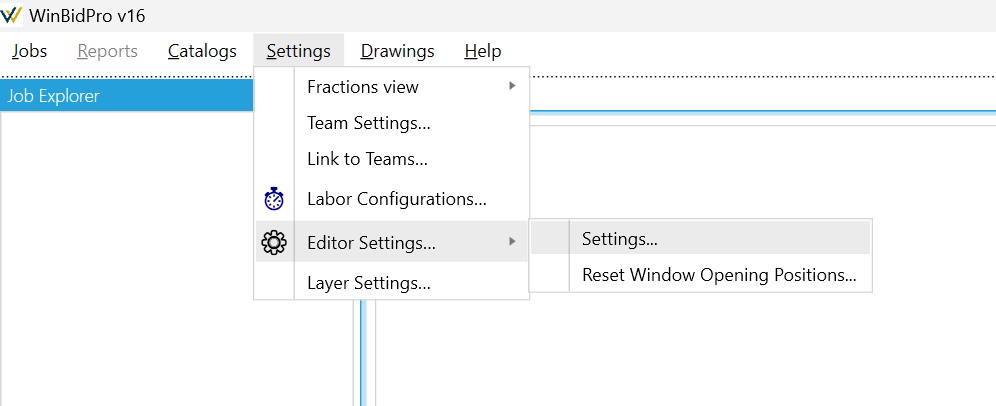 WinBidPro v16
Jobs Reports Catalogs Settings Drawings Help
Job Explorer
Fractions view
Team Settings...
Link to Teams...
Labor Configurations...
Editor Settings...
Settings...
Reset Window Opening Positions...
Layer Settings...